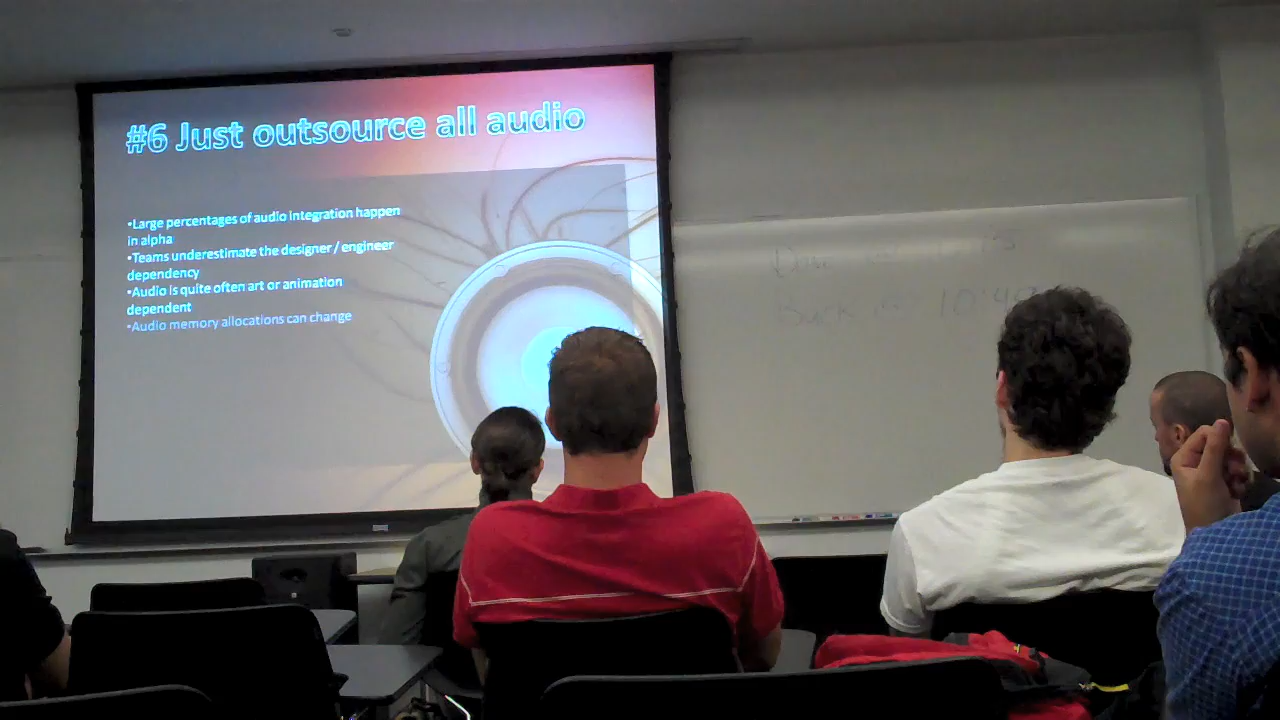 #6 Just outsource all audio
•Large percentages of audio integration happen
in alpha
•Teams underestimate the designer / engineer
dependency
•Audio is quite often art or animation
dependent
•Audio memory allocations can change
Back